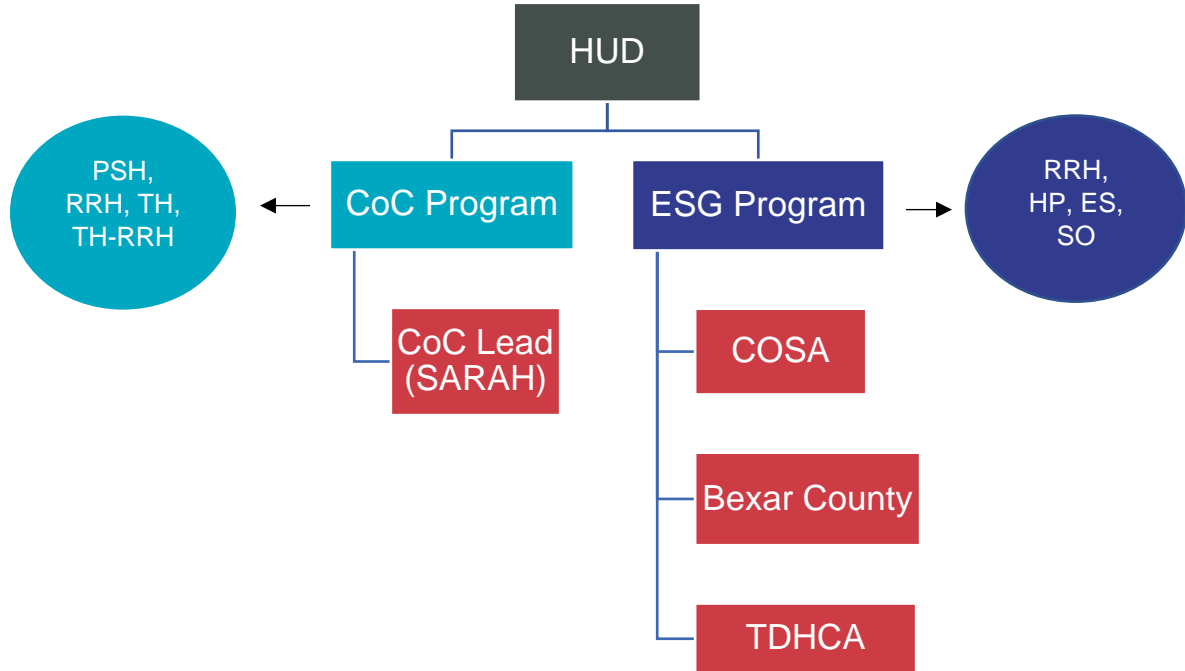 HUD
PSH,
RRH, TH,
TH-RRH
CoC Program
ESG Program
RRH,
HP, ES,
SO
CoC Lead
(SARAH)
COSA
Bexar County
TDHCA